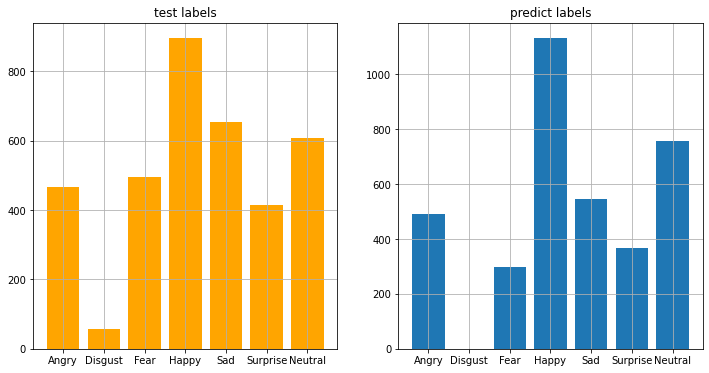 test labels
predict labels
800
600
400
200
0
Angry Disgust Fear Happy Sad Surprise Neutral
1000
800
600
400
200
0
Angry Disgust Fear Happy Sad Surprise Neutral